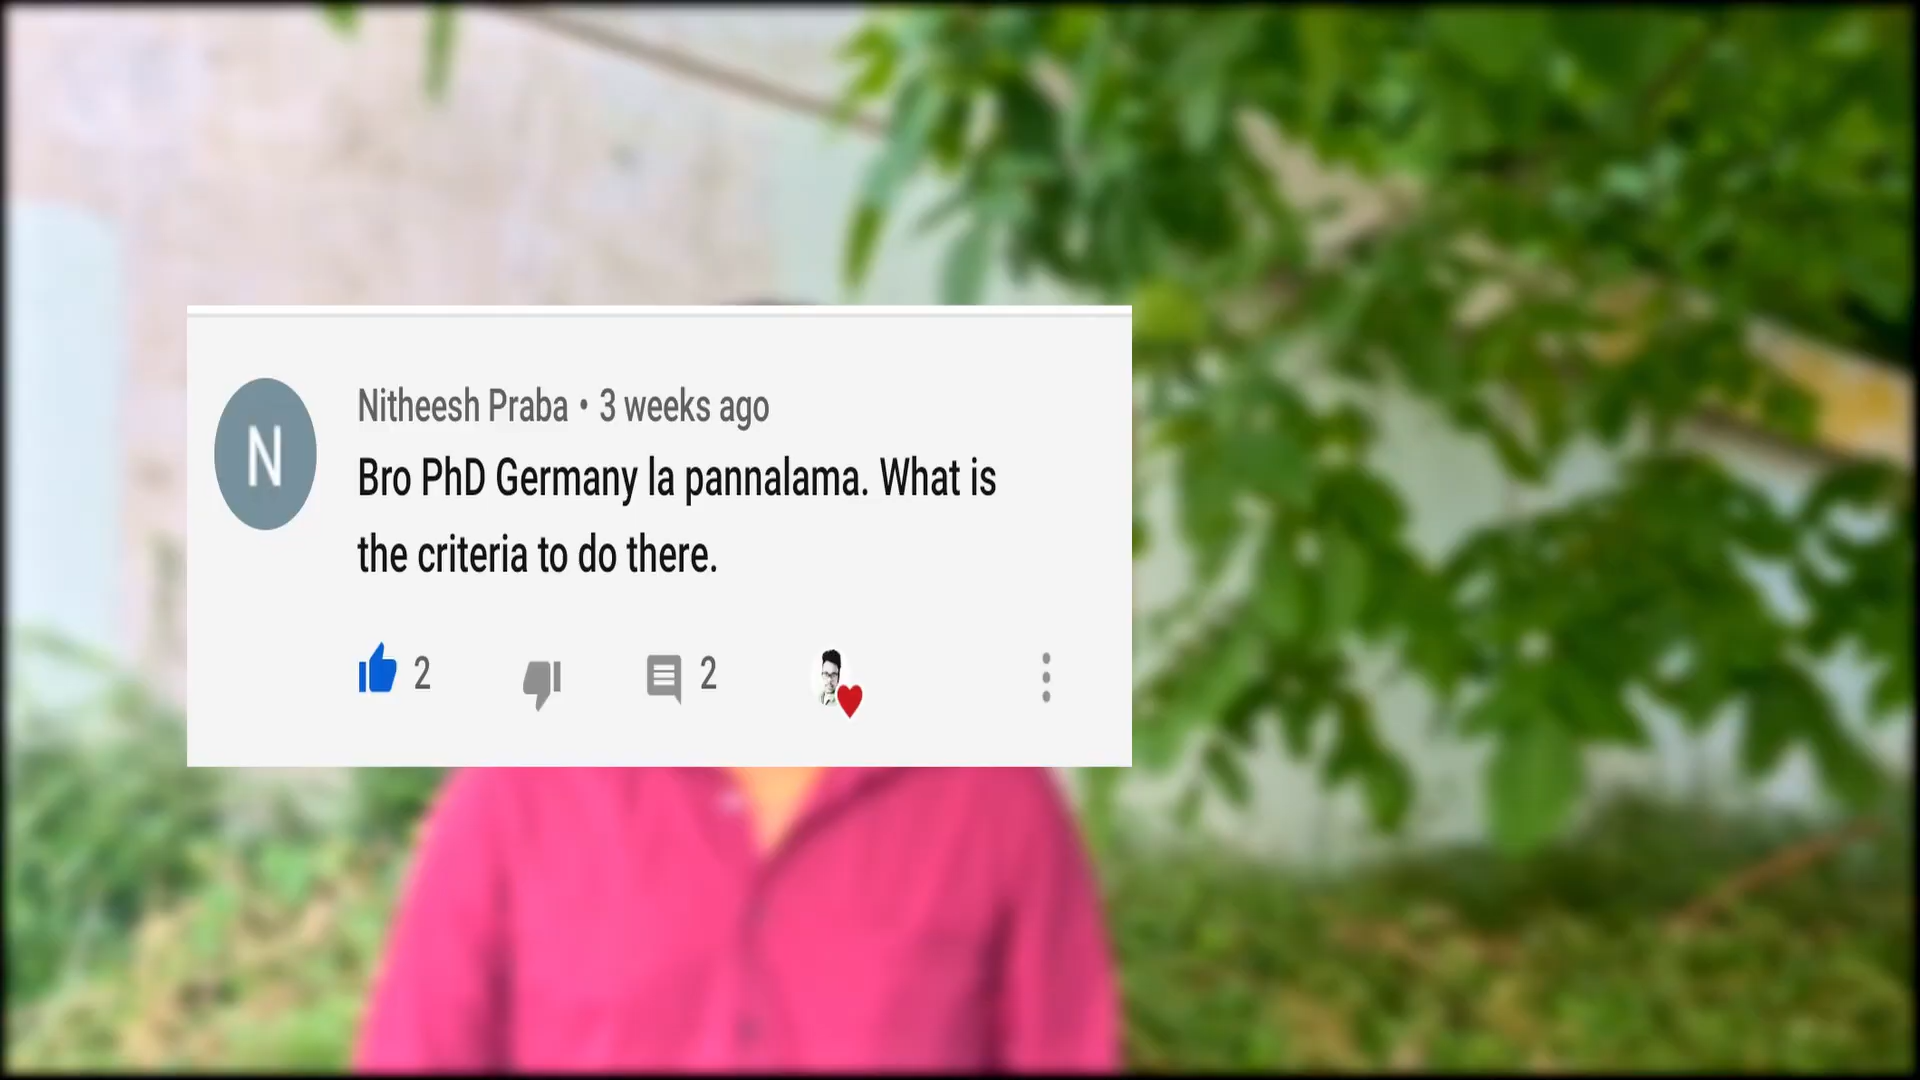 N
Nitheesh Praba • 3 weeks ago
Bro PhD Germany la pannalama. What is
the criteria to do there.
2
2